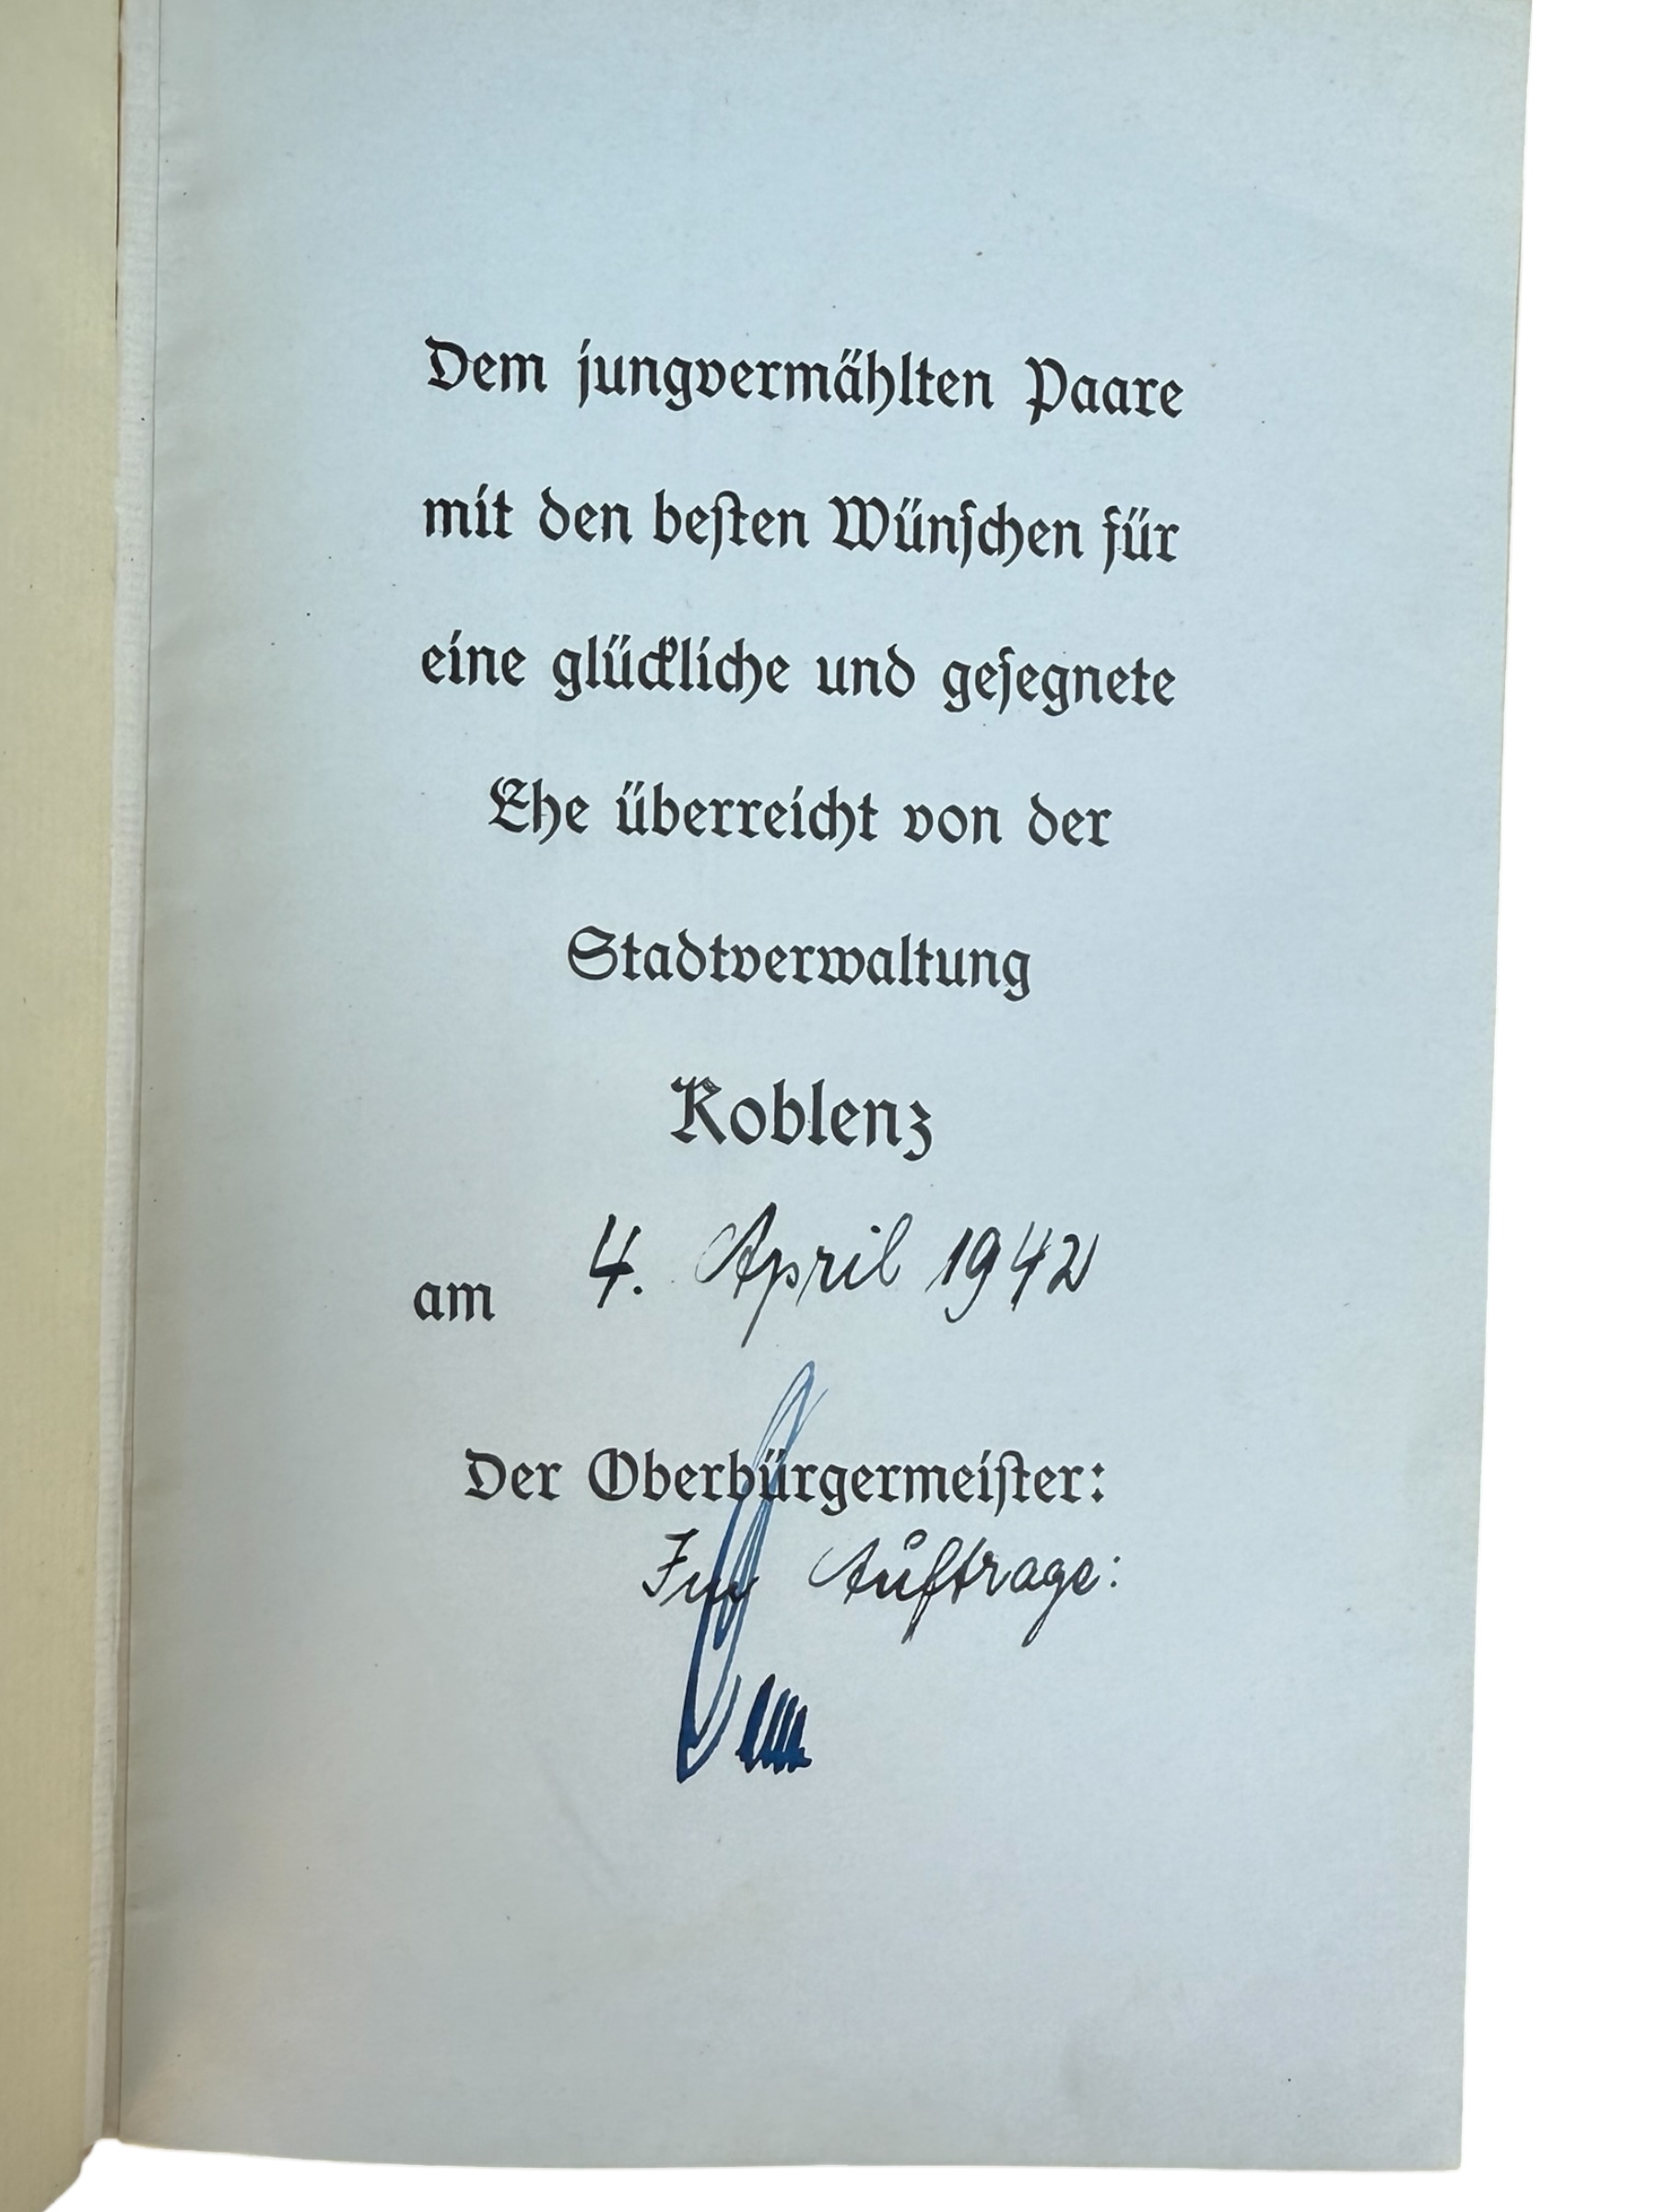 Dem jungvermählten Paare
mit den besten Wünschen für
eine glückliche und gesegnete
Ehe überreicht von der
Stadtverwaltung
Koblenz
am 4. April 1942
Der Oberbürgermeister:
Im Auftrage: